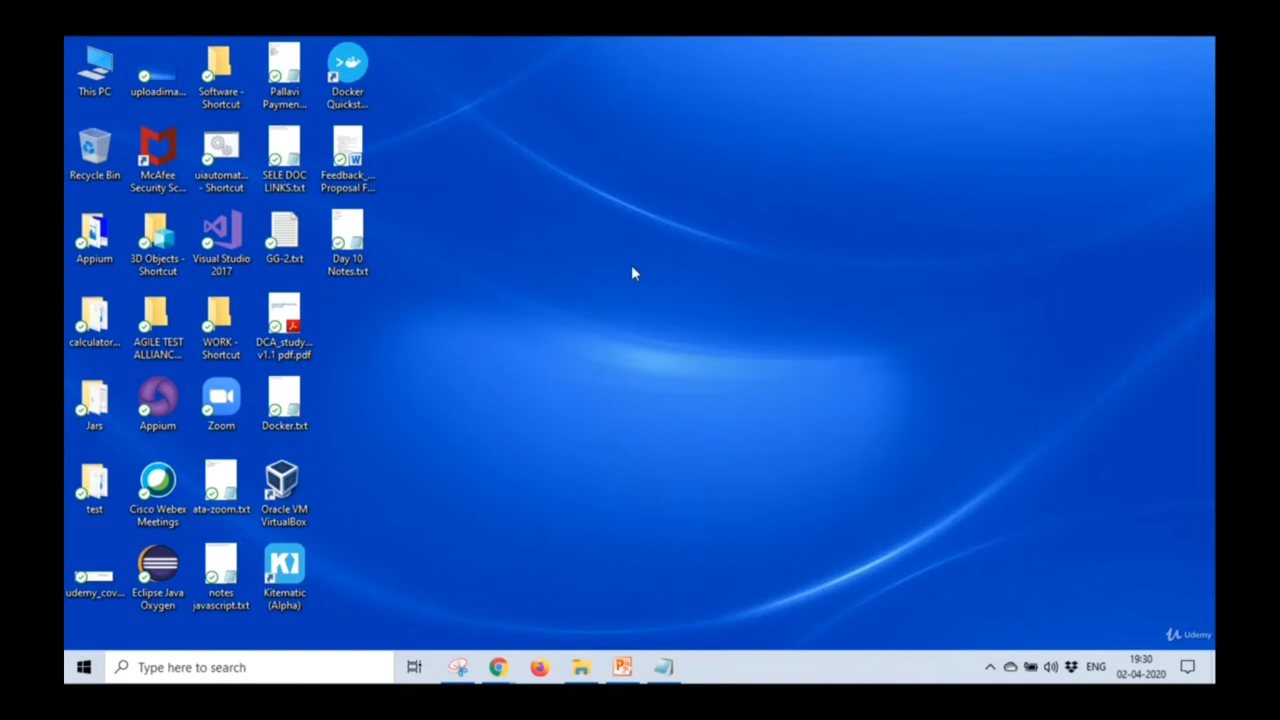 This PC
uploadima...
Software -
Shortcut
Pallavi
Paymen...
Docker
Quickst...
Recycle Bin
McAfee
Security Sc...
uiautomat...
- Shortcut
SELE DOC
LINKS.txt
Feedback_...
Proposal F...
Appium
3D Objects -
Shortcut
Visual Studio
2017
GG-2.txt
Day 10
Notes.txt
calculator...
AGILE TEST
ALLIANC...
WORK -
Shortcut
DCA_study...
v1.1 pdf.pdf
Jars
Appium
Zoom
Docker.txt
test
Cisco Webex
Meetings
ata-zoom.txt
Oracle VM
VirtualBox
udemy_cov...
Eclipse Java
Oxygen
notes
javascript.txt
Kitematic
(Alpha)
Udemy
Type here to search
ENG
19:30
02-04-2020